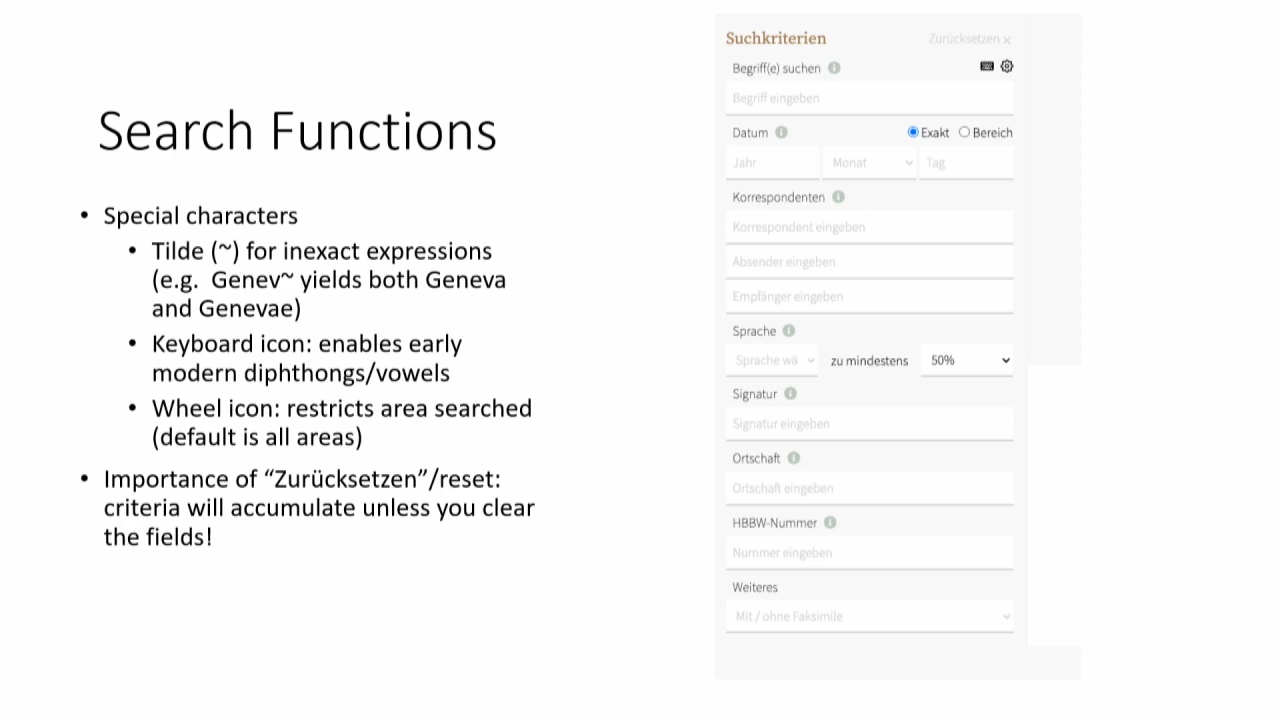 Search Functions
• Special characters
• Tilde (~) for inexact expressions
(e.g.  Genev~ yields both Geneva
and Genevae)
• Keyboard icon: enables early
modern diphthongs/vowels
• Wheel icon: restricts area searched
(default is all areas)
• Importance of “Zurücksetzen”/reset:
criteria will accumulate unless you clear
the fields!
Suchkriterien Zurücksetzen ×
Begriff(e) suchen
Begriff eingeben
Datum Exakt Bereich
Jahr Monat Tag
Korrespondenten
Korrespondent eingeben
Absender eingeben
Empfänger eingeben
Sprache
Sprache wä zu mindestens 50%
Signatur
Signatur eingeben
Ortschaft
Ortschaft eingeben
HBBW-Nummer
Nummer eingeben
Weiteres
Mit / ohne Faksimile